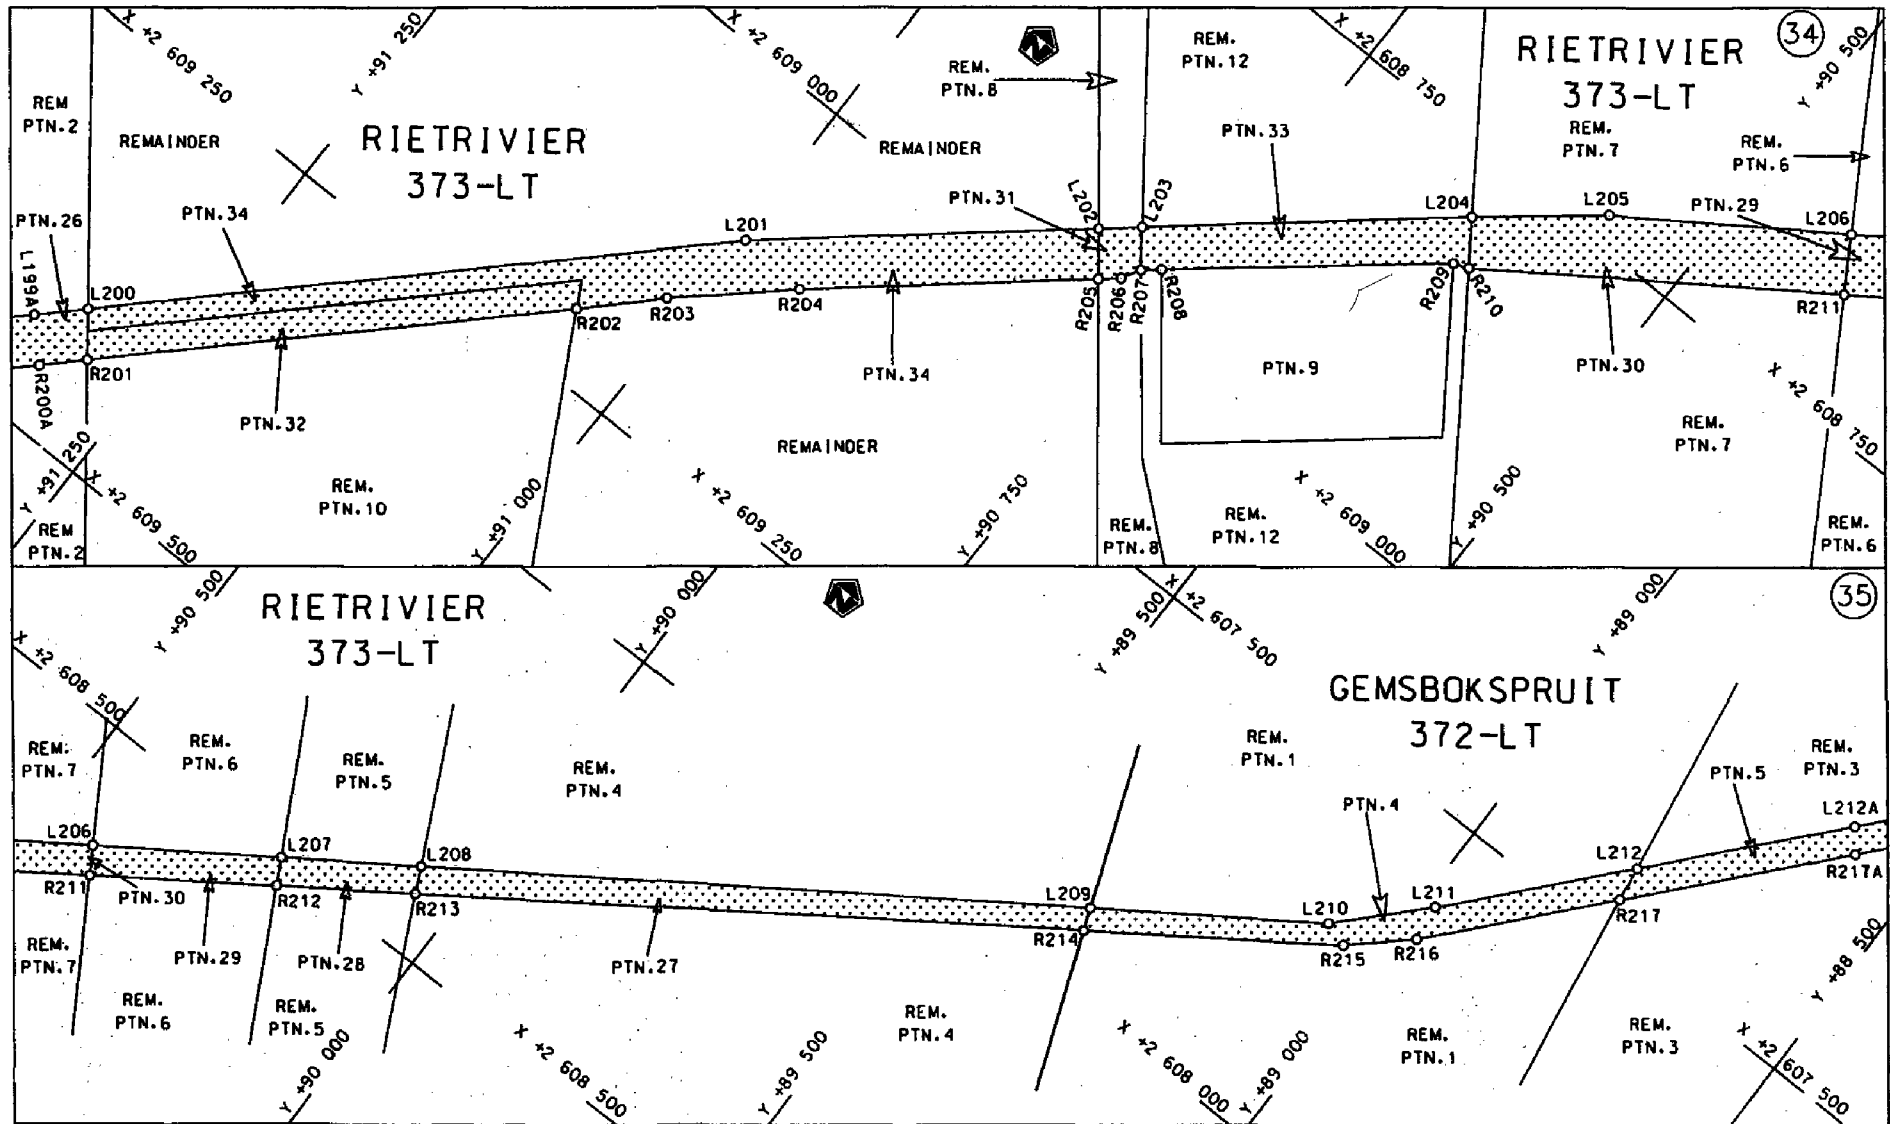 X +2 609 250
Y +91 250
X +2 609 000
REM.
PTN.8
REM.
PTN.12
X +2 608 750
RIETRIVIER
373-LT
34
Y +90 500
REM
PTN.2
REMAINDER
RIETRIVIER
373-LT
REMAINDER
PTN.33
REM.
PTN.7
REM.
PTN.6
PTN.26
PTN.34
L201
PTN.31
L202
L203
L204
L205
PTN.29
L206
L199A
L200
R200A
R201
R202
R203
R204
R205
R206
R207
R208
R209
R210
R211
PTN.32
PTN.34
PTN.9
PTN.30
X +2 608 750
Y +91 250
X +2 609 500
REM
PTN.2
REM.
PTN.10
Y +91 000
REMAINDER
X +2 609 250
Y +90 750
REM.
PTN.8
REM.
PTN.12
X +2 609 000
Y +90 500
REM.
PTN.7
REM.
PTN.6
X +2 608 500
Y +90 500
RIETRIVIER
373-LT
Y +90 000
Y +89 500
X +2 607 500
Y +89 000
35
GEMSBOKSPRUIT
372-LT
REM.
PTN.7
REM.
PTN.6
REM.
PTN.5
REM.
PTN.4
REM.
PTN.1
PTN.4
PTN.5
REM.
PTN.3
L206
L207
L208
L209
L210
L211
L212
L212A
R211
PTN.30
R212
R213
R214
R215
R216
R217
R217A
REM.
PTN.7
PTN.29
PTN.28
PTN.27
REM.
PTN.6
REM.
PTN.5
REM.
PTN.4
REM.
PTN.1
REM.
PTN.3
Y +88 500
Y +90 000
X +2 608 500
Y +89 500
X +2 608 000
Y +89 000
X +2 607 500